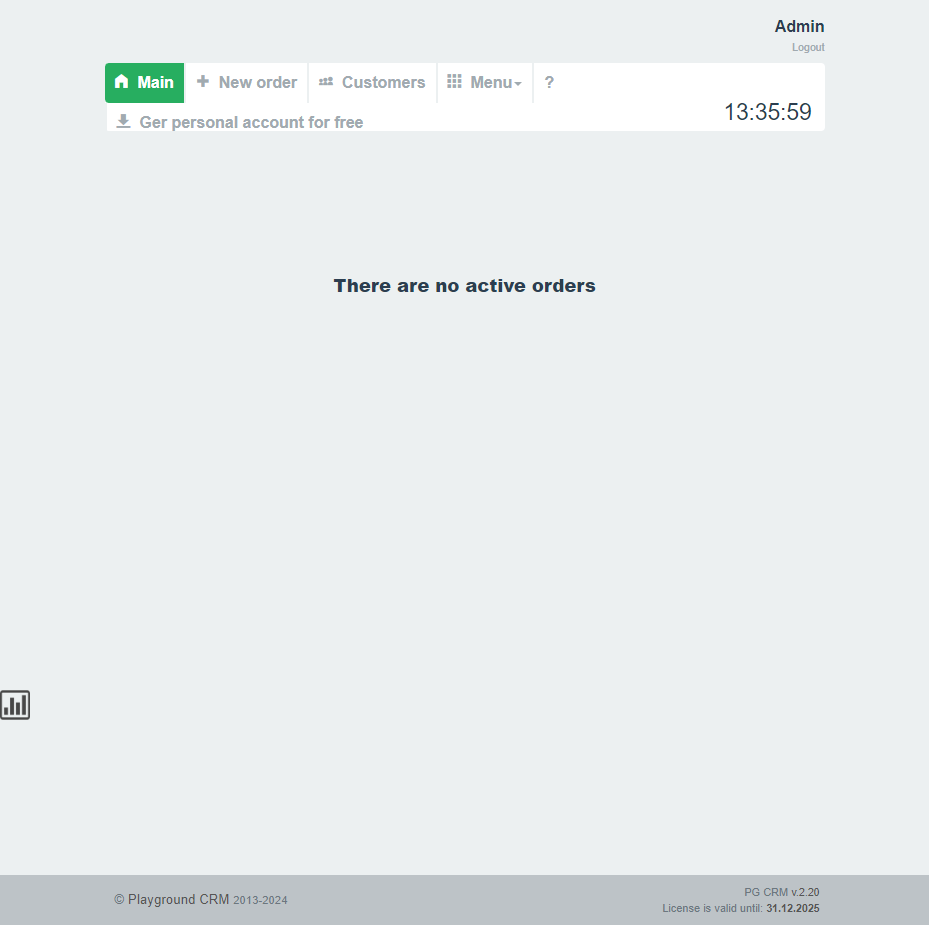 Admin
Logout
Main New order Customers Menu ?
Ger personal account for free
13:35:59
There are no active orders
© Playground CRM 2013-2024
PG CRM v.2.20
License is valid until: 31.12.2025